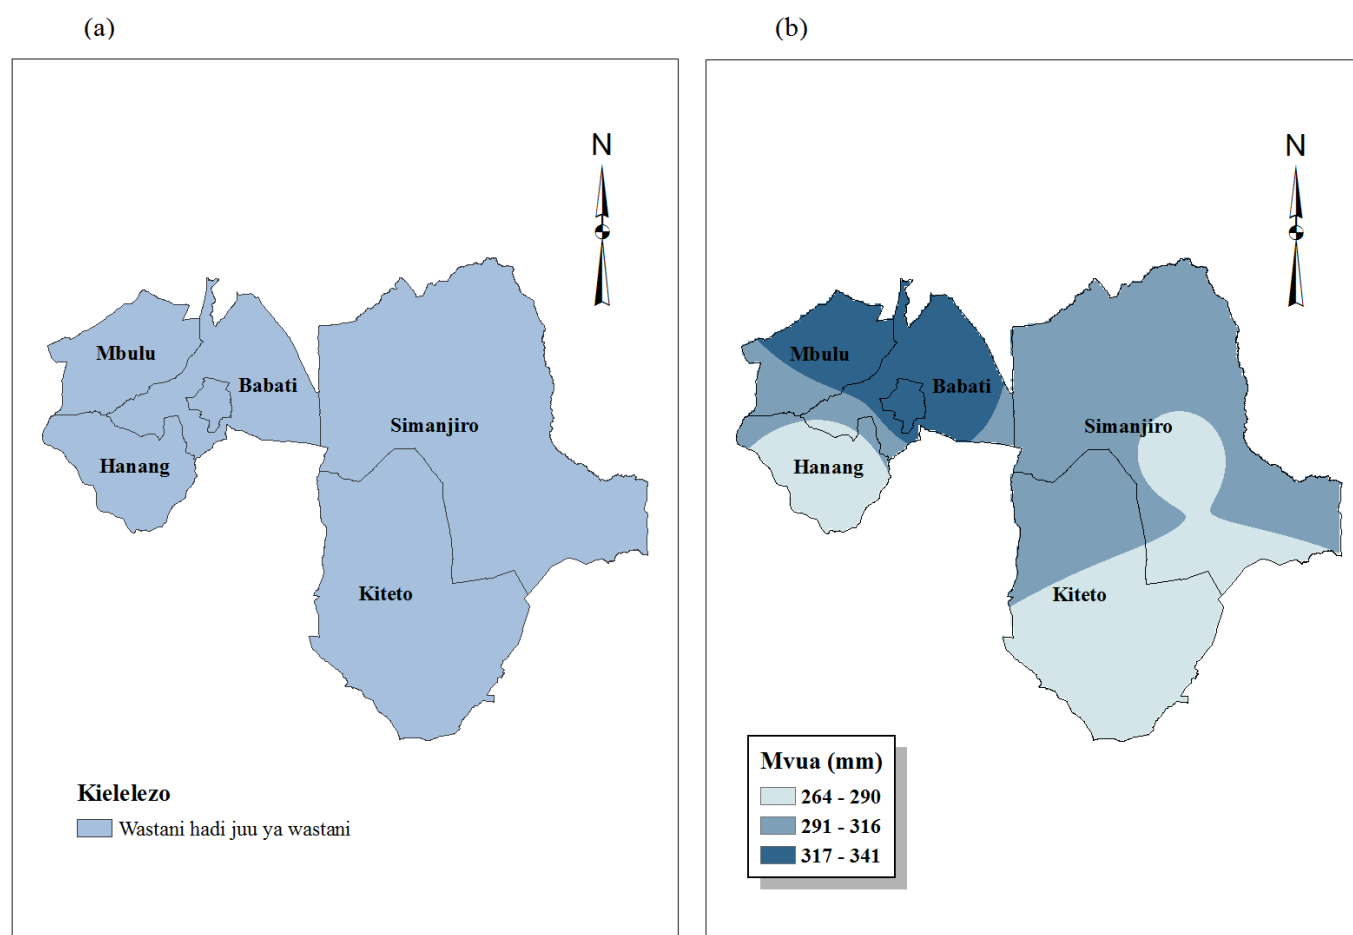 (a)
N
Mbulu
Babati
Simanjiro
Hanang
Kiteto
Kielelezo
Wastani hadi juu ya wastani
(b)
N
Mbulu
Babati
Simanjiro
Hanang
Kiteto
Mvua (mm)
264 - 290
291 - 316
317 - 341